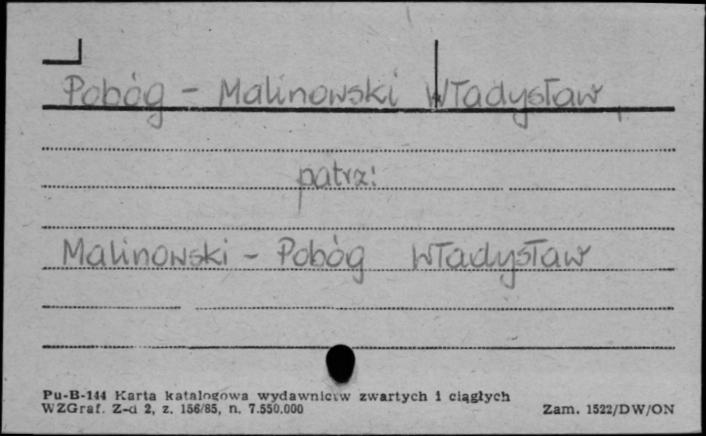 Pobóg - Malinowski Władysław
patrz:
Malinowski - Pobóg Władysław
Pu-B-144 Karta katalogowa wydawnictw zwartych i ciągłych
WZGraf. Z-d 2, z. 156/85, n. 7.550.000
Zam. 1522/DW/ON